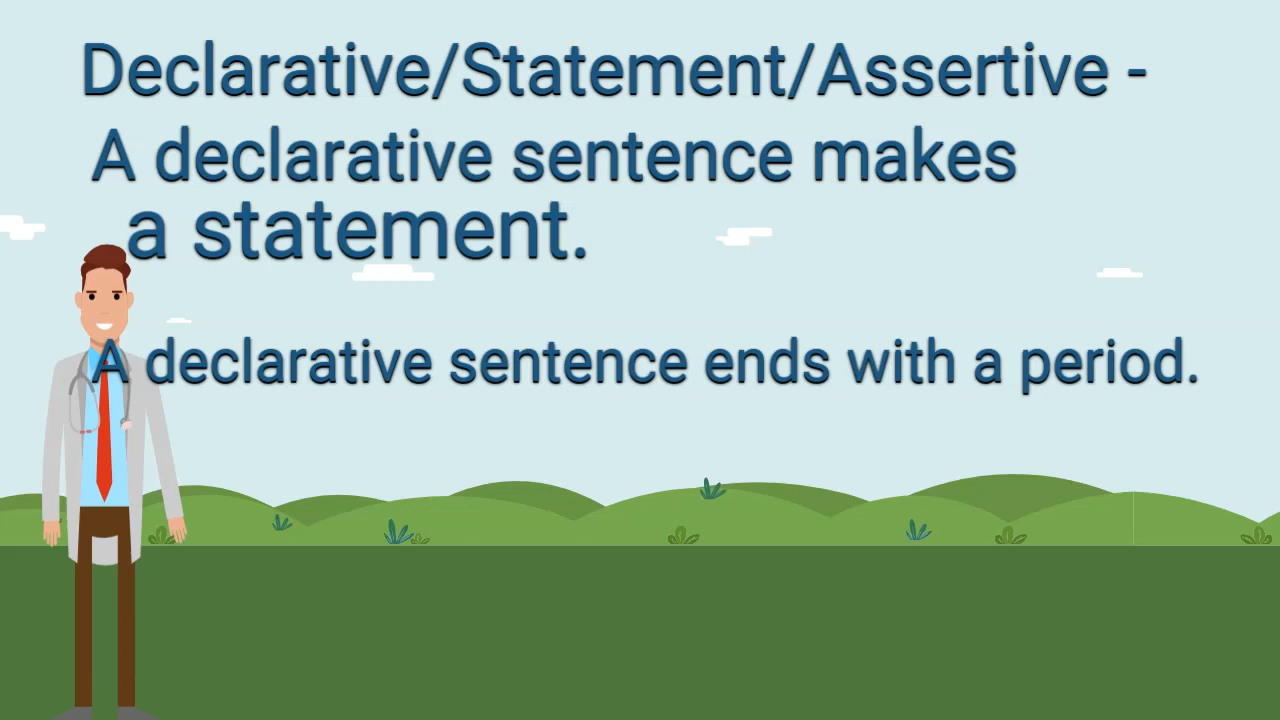 Declarative/Statement/Assertive -
A declarative sentence makes
a statement.
A declarative sentence ends with a period.